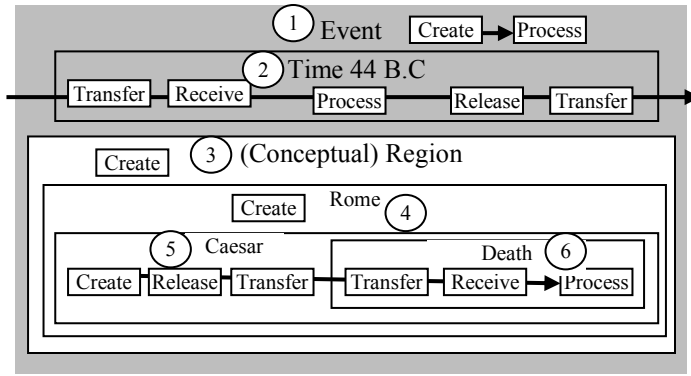 1 Event Create Process
2 Time 44 B.C
Transfer Receive Process Release Transfer
Create 3 (Conceptual) Region
Create Rome 4
5 Caesar Death 6
Create Release Transfer Transfer Receive Process